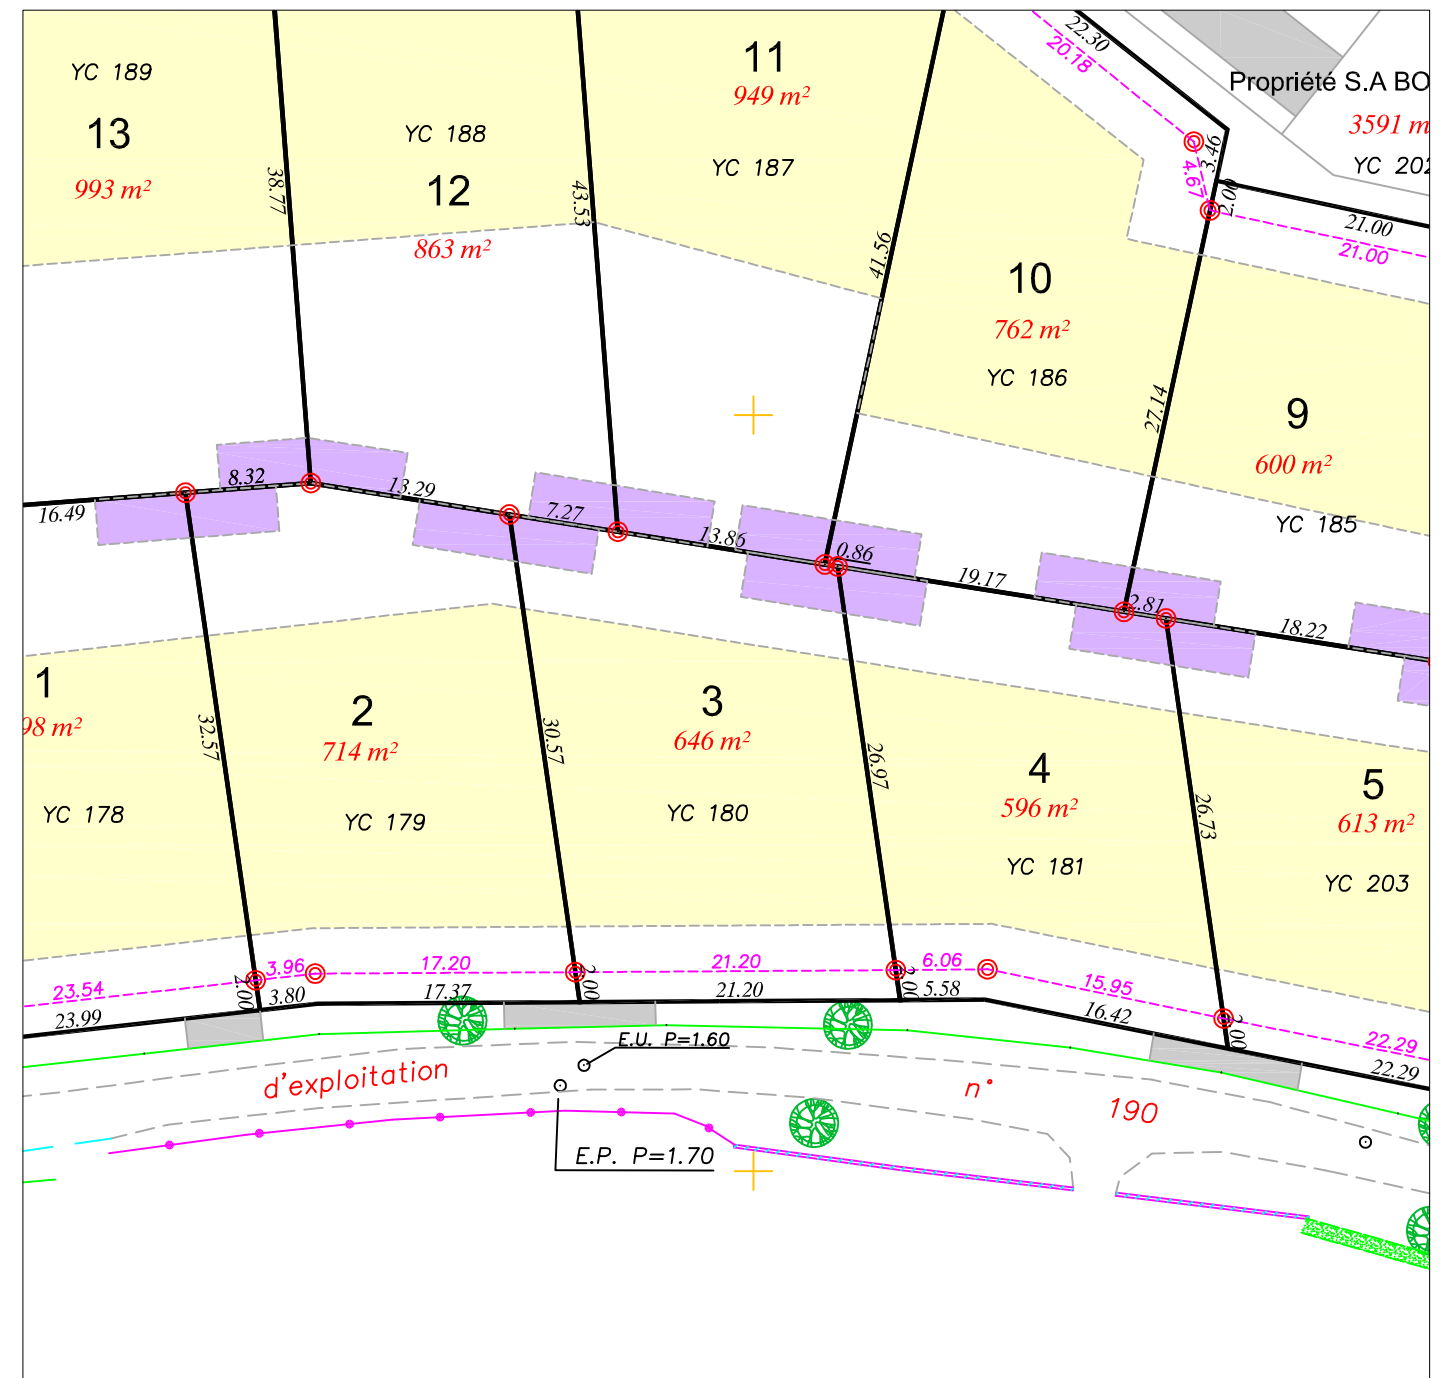 YC 189
13
993 m²
38.77
YC 188
12
863 m²
43.53
11
949 m²
YC 187
41.56
22.30
20.18
3.46
4.67
2.00
Propriété S.A BO
3591 m
YC 202
21.00
21.00
10
762 m²
YC 186
27.14
9
600 m²
YC 185
16.49
8.32
13.29
7.27
13.86
0.86
19.17
2.81
18.22
1
98 m²
YC 178
32.57
2
714 m²
YC 179
30.57
3
646 m²
YC 180
26.97
4
596 m²
YC 181
26.73
5
613 m²
YC 203
23.54
3.96
17.20
21.20
6.06
15.95
22.29
2.00
2.00
2.00
2.00
23.99
3.80
17.37
21.20
5.58
16.42
22.29
E.U. P=1.60
d'exploitation n° 190
E.P. P=1.70